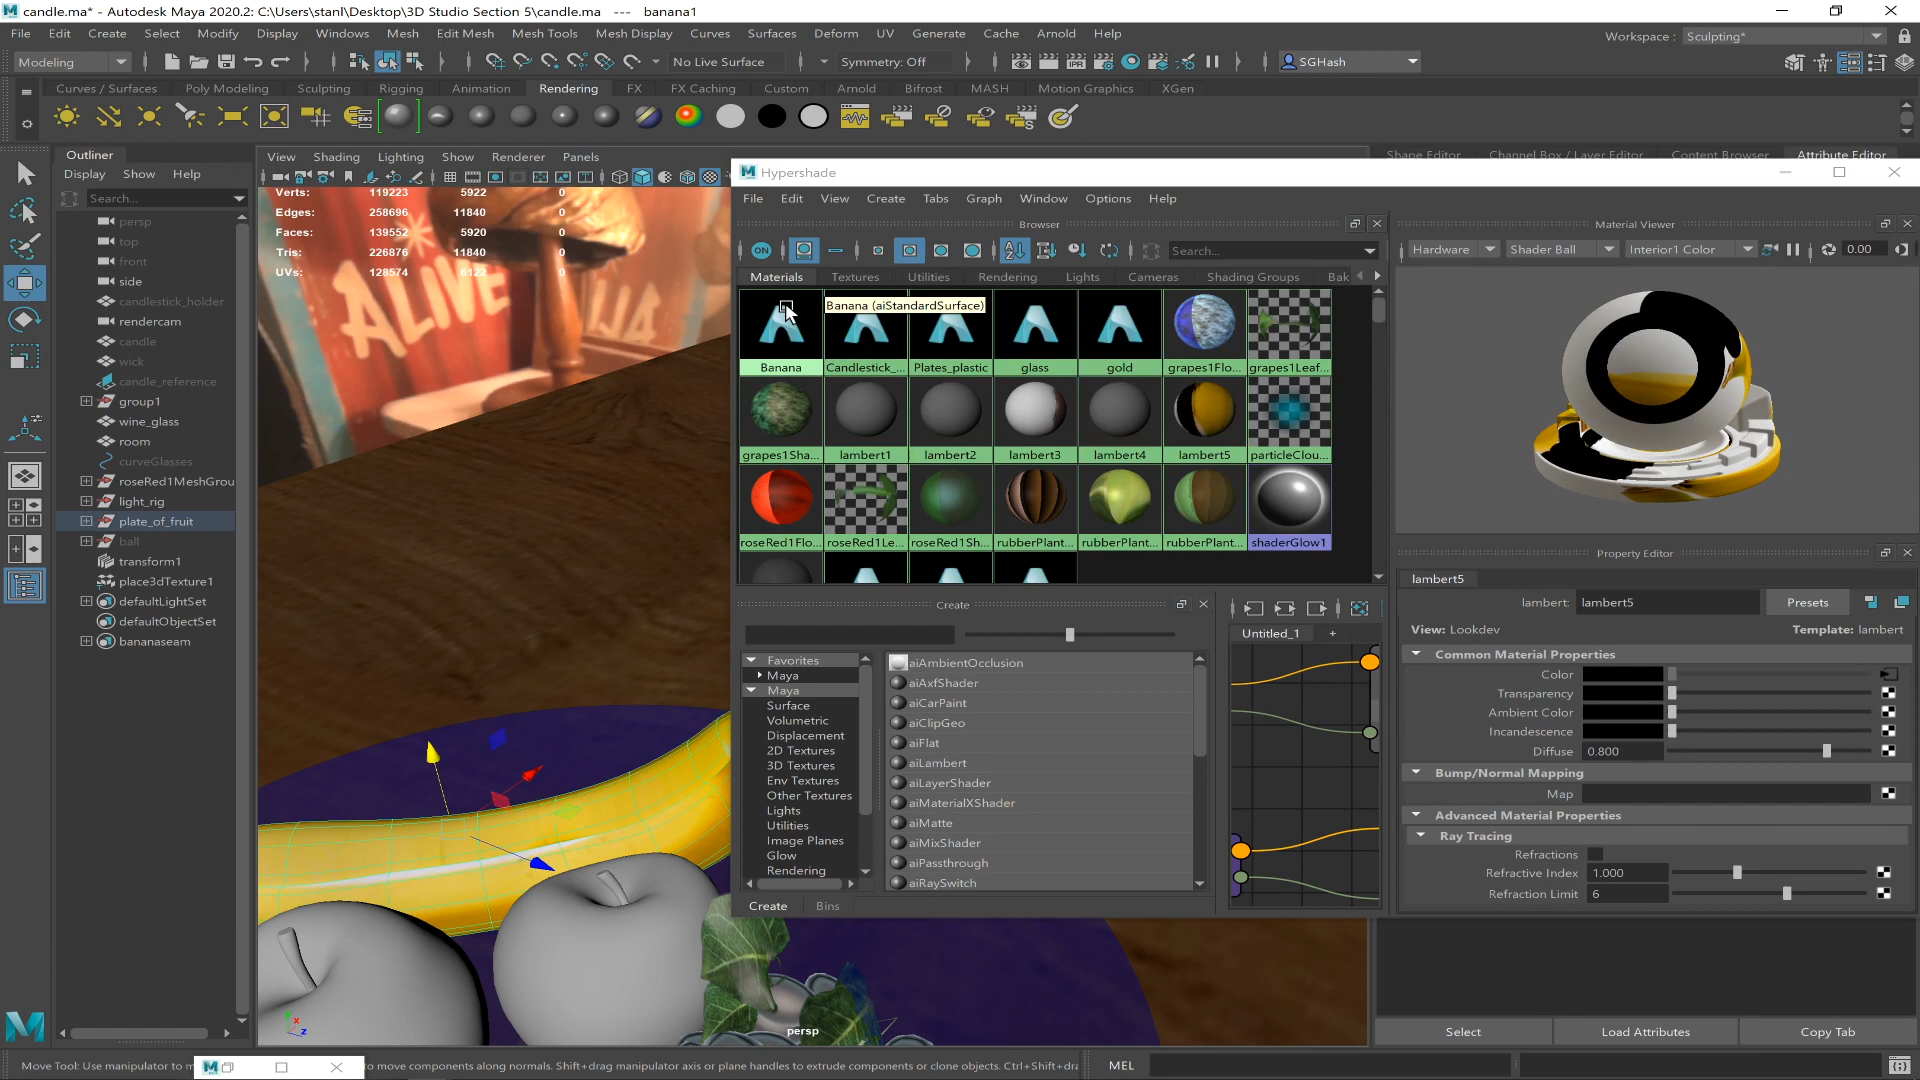 candle.ma* - Autodesk Maya 2020.2: C:\Users\stanl\Desktop\3D Studio Section 5\candle.ma --- banana1
File Edit Create Select Modify Display Windows Mesh Edit Mesh Mesh Tools Mesh Display Curves Surfaces Deform UV Generate Cache Arnold Help
Workspace : Sculpting*
Modeling No Live Surface Symmetry: Off SGHash
Curves / Surfaces Poly Modeling Sculpting Rigging Animation Rendering FX FX Caching Custom Arnold Bifrost MASH Motion Graphics XGen
Outliner
Display Show Help
Search...
persp
top
front
side
candlestick_holder
rendercam
candle
wick
candle_reference
group1
wine_glass
room
curveGlasses
roseRed1MeshGrou
light_rig
plate_of_fruit
ball
transform1
place3dTexture1
defaultLightSet
defaultObjectSet
bananaseam
View Shading Lighting Show Renderer Panels
Verts: 119223 5922 0
Edges: 258696 11840 0
Faces: 139552 5920 0
Tris: 226876 11840 0
UVs: 128574 6122 0
ALIVE
persp
Shape Editor Channel Box / Layer Editor Content Browser Attribute Editor
Hypershade
File Edit View Create Tabs Graph Window Options Help
Browser
ON Search...
Materials Textures Utilities Rendering Lights Cameras Shading Groups Bak
Banana (aiStandardSurface)
Banana Candlestick_... Plates_plastic glass gold grapes1Flo... grapes1Leaf...
grapes1Sha... lambert1 lambert2 lambert3 lambert4 lambert5 particleClou...
roseRed1Flo... roseRed1Le... roseRed1Sh... rubberPlant... rubberPlant... rubberPlant... shaderGlow1
Create
Favorites
Maya
Maya
Surface
Volumetric
Displacement
2D Textures
3D Textures
Env Textures
Other Textures
Lights
Utilities
Image Planes
Glow
Rendering
aiAmbientOcclusion
aiAxfShader
aiCarPaint
aiClipGeo
aiFlat
aiLambert
aiLayerShader
aiMaterialXShader
aiMatte
aiMixShader
aiPassthrough
aiRaySwitch
Create Bins
Untitled_1 +
Material Viewer
Hardware Shader Ball Interior1 Color 0.00
Property Editor
lambert5
lambert: lambert5 Presets
View: Lookdev Template: lambert
Common Material Properties
Color
Transparency
Ambient Color
Incandescence
Diffuse 0.800
Bump/Normal Mapping
Map
Advanced Material Properties
Ray Tracing
Refractions
Refractive Index 1.000
Refraction Limit 6
Select Load Attributes Copy Tab
Move Tool: Use manipulator to m
o move components along normals. Shift+drag manipulator axis or plane handles to extrude components or clone objects. Ctrl+Shift+dra
MEL